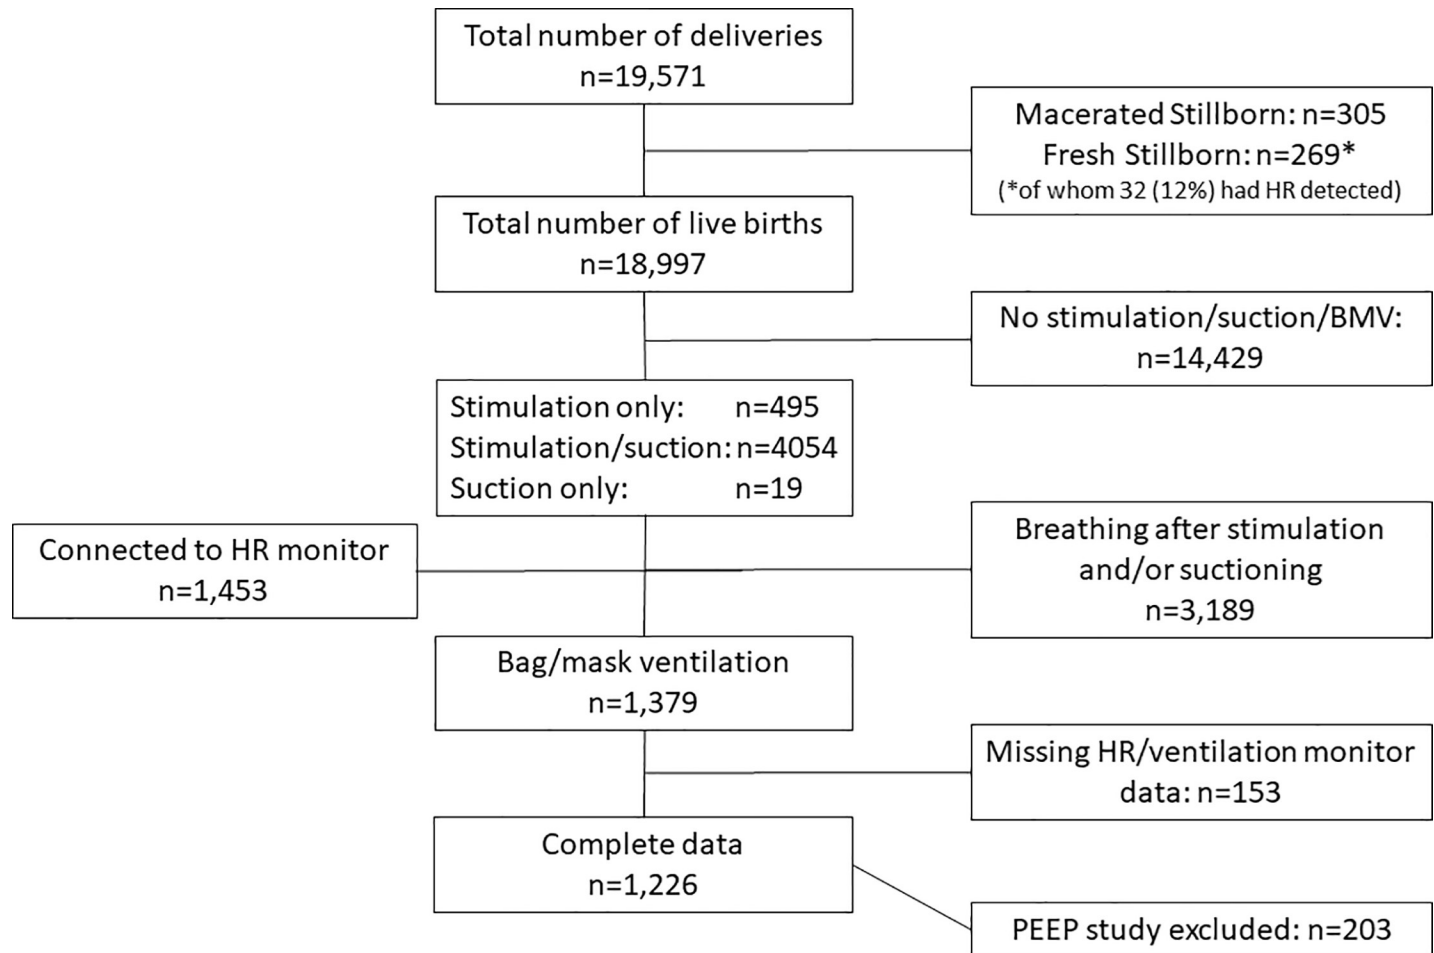 Total number of deliveries
n=19,571
Macerated Stillborn: n=305
Fresh Stillborn: n=269*
(*of whom 32 (12%) had HR detected)
Total number of live births
n=18,997
No stimulation/suction/BMV:
n=14,429
Stimulation only: n=495
Stimulation/suction: n=4054
Suction only: n=19
Connected to HR monitor
n=1,453
Breathing after stimulation
and/or suctioning
n=3,189
Bag/mask ventilation
n=1,379
Missing HR/ventilation monitor
data: n=153
Complete data
n=1,226
PEEP study excluded: n=203